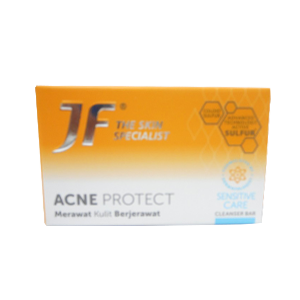 JF®
THE SKIN
SPECIALIST
SULFUR
ACNE PROTECT
Merawat Kulit Berjerawat
SENSITIVE
CARE
CLEANSER BAR